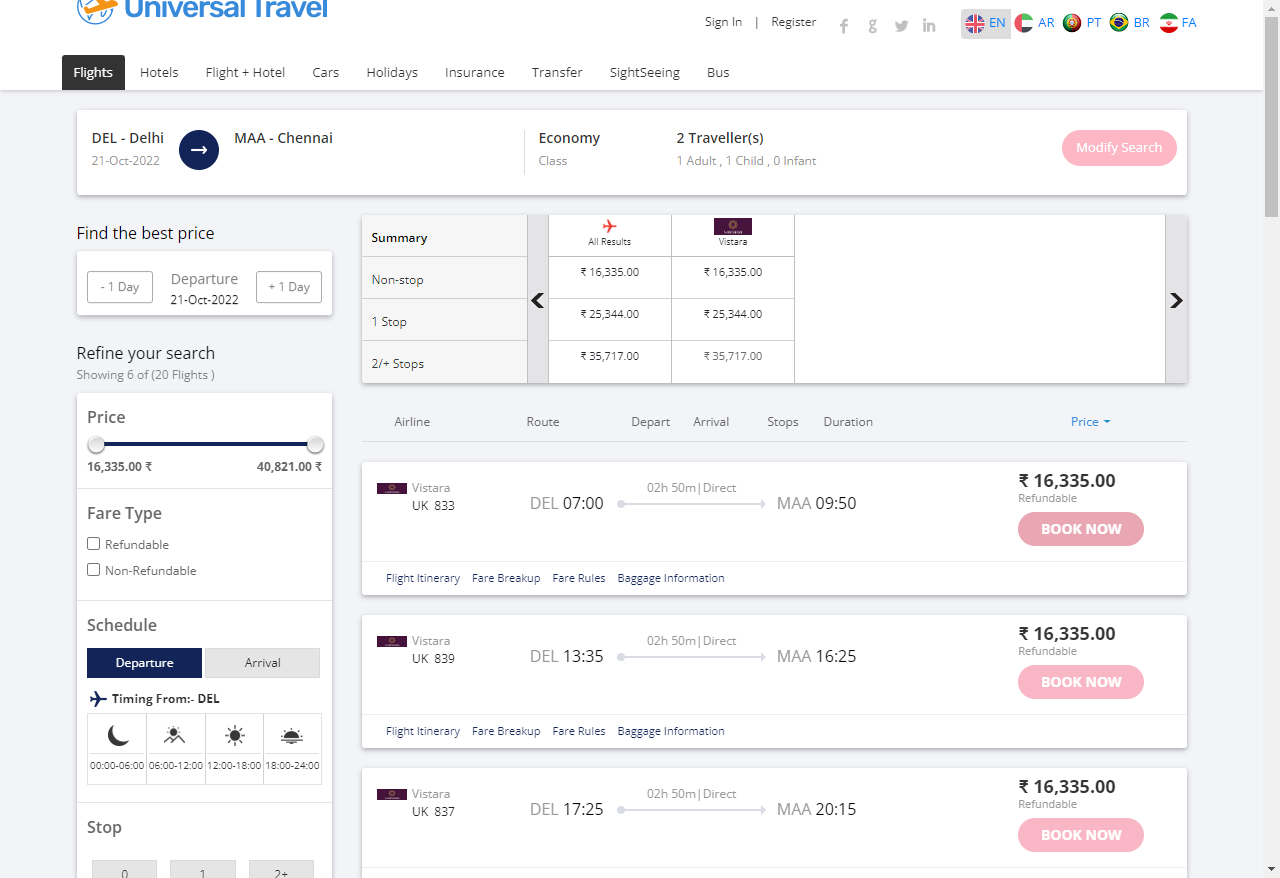 Universal Travel
Sign In | Register
EN AR PT BR FA
Flights Hotels Flight + Hotel Cars Holidays Insurance Transfer SightSeeing Bus
DEL - Delhi → MAA - Chennai
21-Oct-2022
Economy
Class
2 Traveller(s)
1 Adult , 1 Child , 0 Infant
Modify Search
Find the best price
- 1 Day
Departure
21-Oct-2022
+ 1 Day
Refine your search
Showing 6 of (20 Flights )
Price
16,335.00 ₹ 40,821.00 ₹
Fare Type
Refundable
Non-Refundable
Schedule
Departure Arrival
Timing From:- DEL
00:00-06:00 06:00-12:00 12:00-18:00 18:00-24:00
Stop
0 1 2+
Summary All Results Vistara
Non-stop ₹ 16,335.00 ₹ 16,335.00
1 Stop ₹ 25,344.00 ₹ 25,344.00
2/+ Stops ₹ 35,717.00 ₹ 35,717.00
Airline Route Depart Arrival Stops Duration Price
Vistara
UK 833
DEL 07:00
02h 50m|Direct
MAA 09:50
₹ 16,335.00
Refundable
BOOK NOW
Flight Itinerary Fare Breakup Fare Rules Baggage Information
Vistara
UK 839
DEL 13:35
02h 50m|Direct
MAA 16:25
₹ 16,335.00
Refundable
BOOK NOW
Flight Itinerary Fare Breakup Fare Rules Baggage Information
Vistara
UK 837
DEL 17:25
02h 50m|Direct
MAA 20:15
₹ 16,335.00
Refundable
BOOK NOW